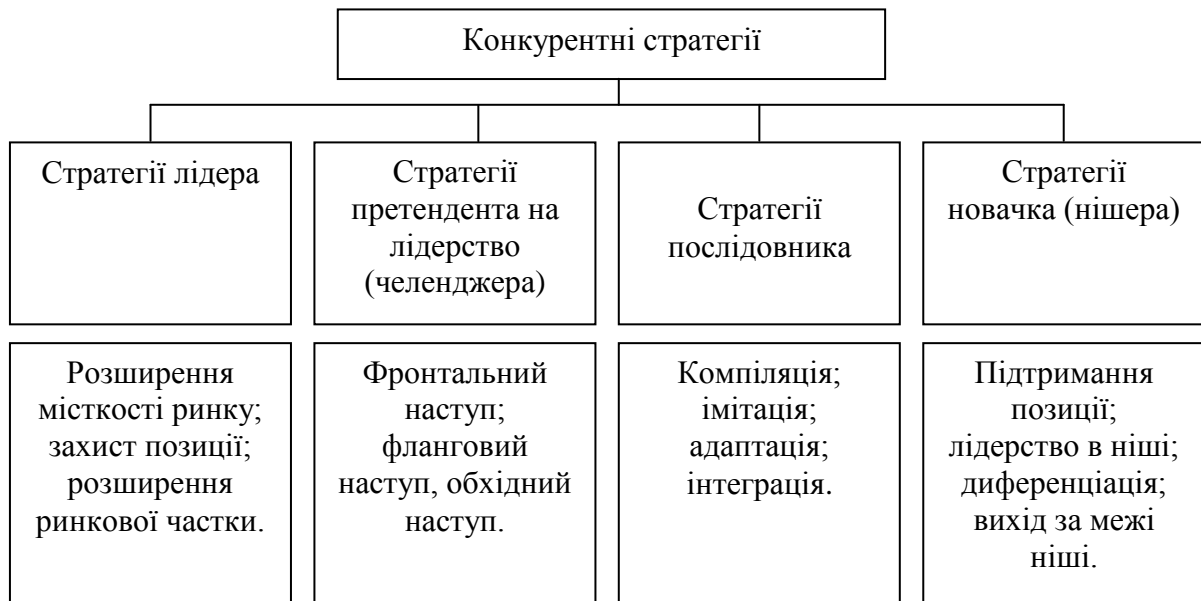 Конкурентні стратегії
Стратегії лідера
Стратегії
претендента на
лідерство
(челенджера)
Стратегії
послідовника
Стратегії
новачка (нішера)
Розширення
місткості ринку;
захист позиції;
розширення
ринкової частки.
Фронтальний
наступ;
фланговий
наступ, обхідний
наступ.
Компіляція;
імітація;
адаптація;
інтеграція.
Підтримання
позиції;
лідерство в ніші;
диференціація;
вихід за межі
ніші.